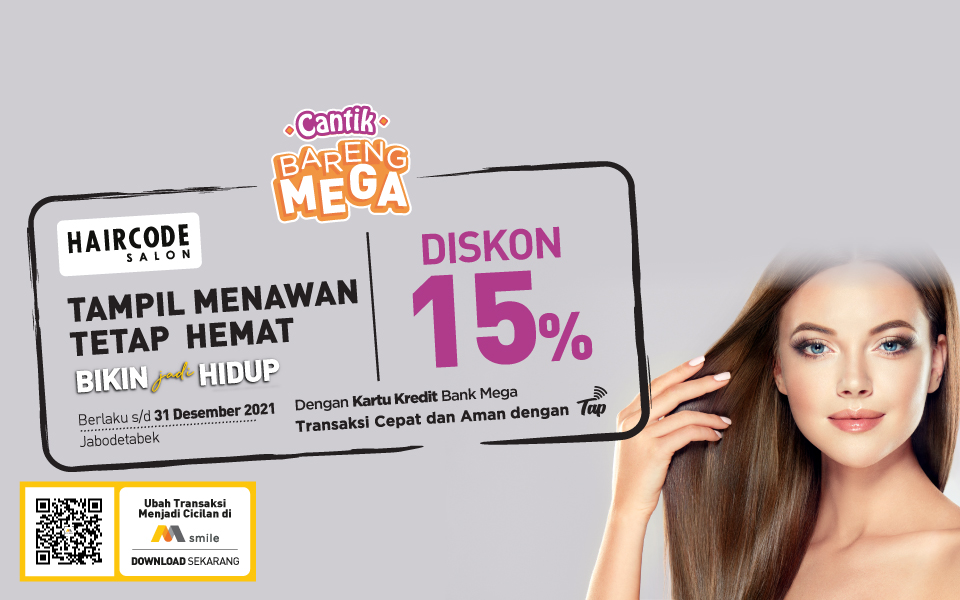 Cantik
BARENG
MEGA
HAIRCODE
SALON
TAMPIL MENAWAN
TETAP HEMAT
BIKIN jadi HIDUP
Berlaku s/d 31 Desember 2021
Jabodetabek
DISKON
15%
Dengan Kartu Kredit Bank Mega
Transaksi Cepat dan Aman dengan Tap
Ubah Transaksi
Menjadi Cicilan di
smile
DOWNLOAD SEKARANG